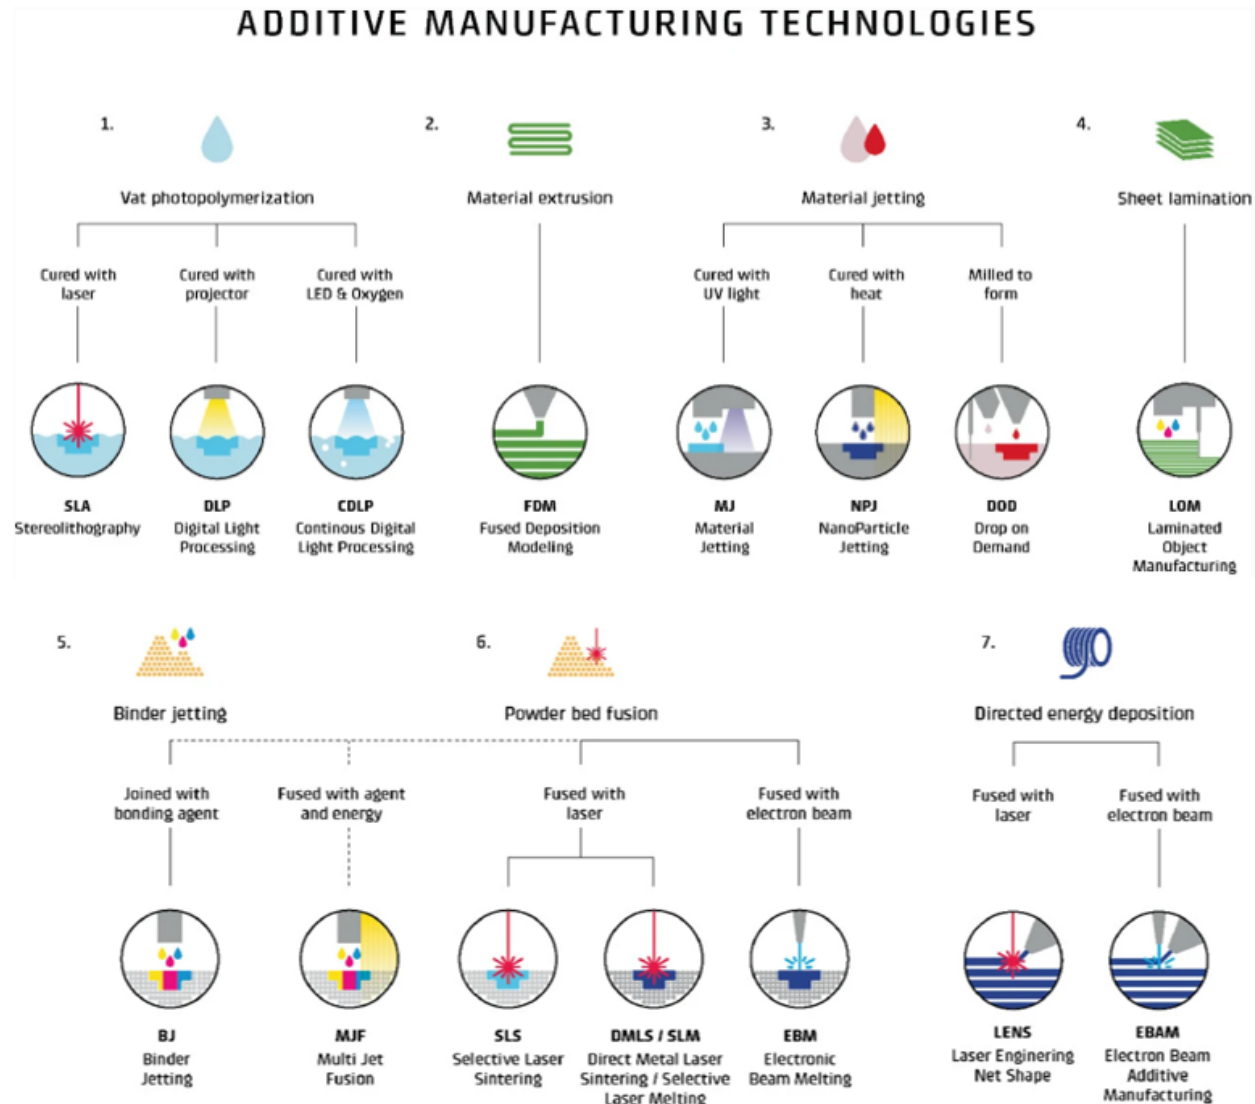 ADDITIVE MANUFACTURING TECHNOLOGIES
1.
Vat photopolymerization
Cured with
laser
Cured with
projector
Cured with
LED & Oxygen
SLA
Stereolithography
DLP
Digital Light
Processing
CDLP
Continous Digital
Light Processing
2.
Material extrusion
FDM
Fused Deposition
Modeling
3.
Material jetting
Cured with
UV light
Cured with
heat
Milled to
form
MJ
Material
Jetting
NPJ
NanoParticle
Jetting
DOD
Drop on
Demand
4.
Sheet lamination
LOM
Laminated
Object
Manufacturing
5.
Binder jetting
Joined with
bonding agent
Fused with agent
and energy
BJ
Binder
Jetting
MJF
Multi Jet
Fusion
6.
Powder bed fusion
Fused with
laser
Fused with
electron beam
SLS
Selective Laser
Sintering
DMLS / SLM
Direct Metal Laser
Sintering / Selective
Laser Melting
EBM
Electronic
Beam Melting
7.
Directed energy deposition
Fused with
laser
Fused with
electron beam
LENS
Laser Enginering
Net Shape
EBAM
Electron Beam
Additive
Manufacturing